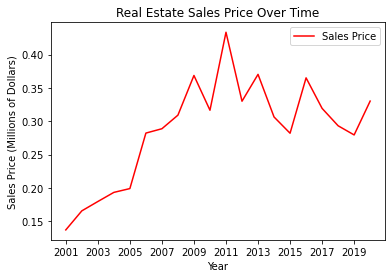 Real Estate Sales Price Over Time
Sales Price
Sales Price (Millions of Dollars)
0.40
0.35
0.30
0.25
0.20
0.15
2001 2003 2005 2007 2009 2011 2013 2015 2017 2019
Year